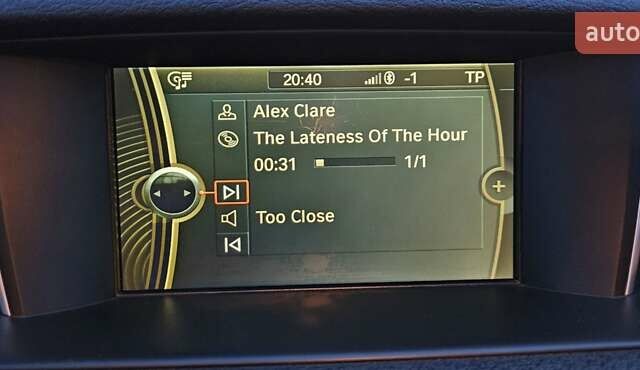 auto
20:40 -1 TP
Alex Clare
The Lateness Of The Hour
00:31 1/1
Too Close